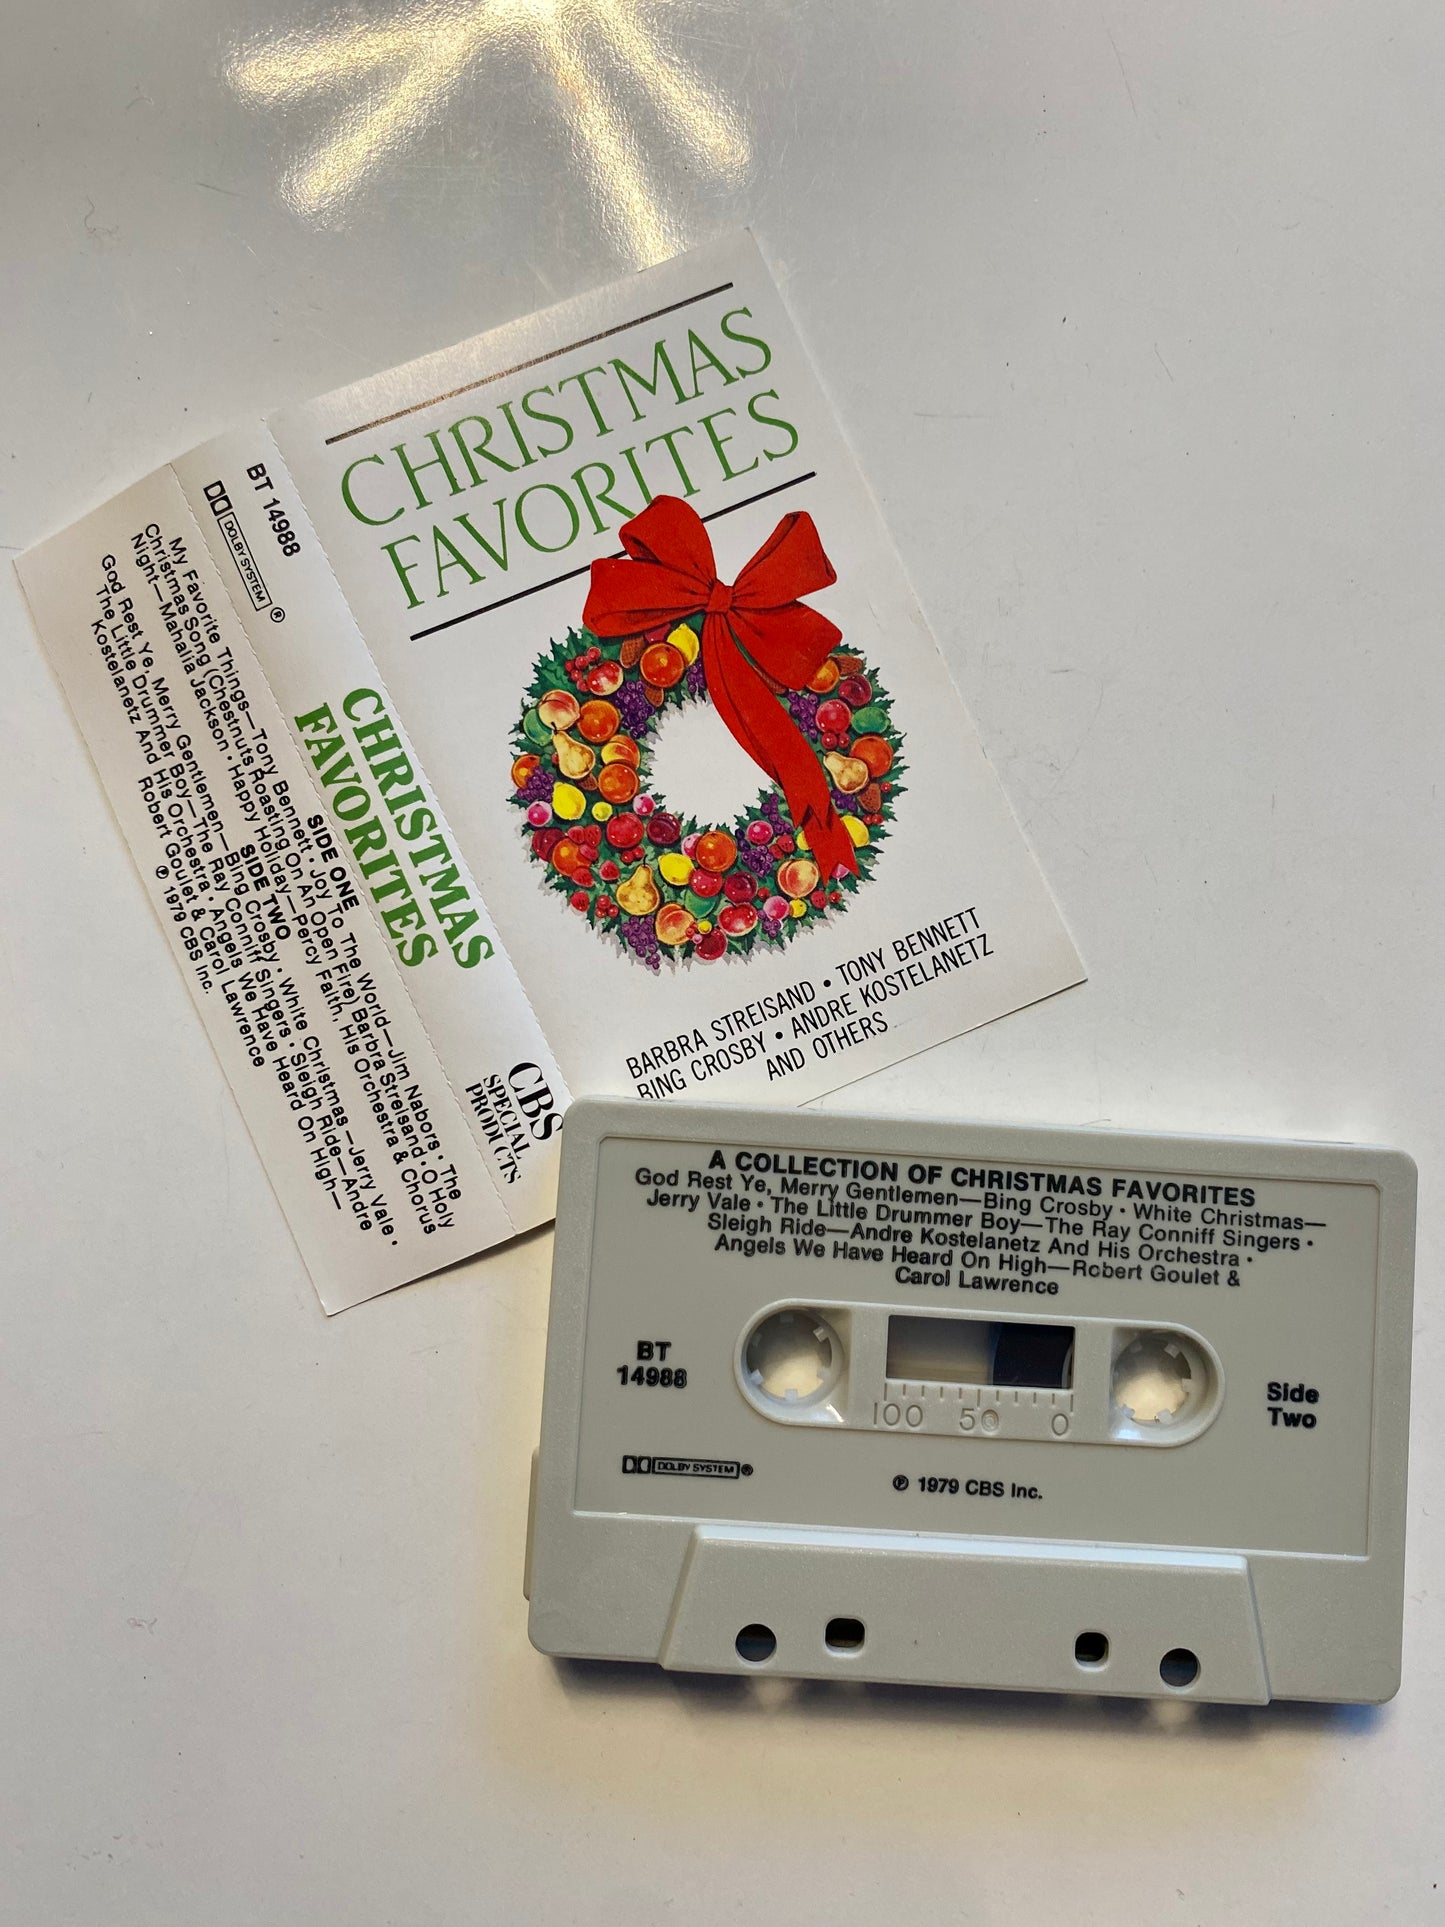 CHRISTMAS
FAVORITES
BARBRA STREISAND • TONY BENNETT
BING CROSBY • ANDRE KOSTELANETZ
AND OTHERS
BT 14988
DOLBY SYSTEM ®
CHRISTMAS
FAVORITES
CBS
SPECIAL
PRODUCTS
SIDE ONE
My Favorite Things—Tony Bennett • Joy To The World—Jim Nabors • The
Christmas Song (Chestnuts Roasting On An Open Fire) Barbra Streisand • O Holy
Night—Mahalia Jackson • Happy Holiday—Percy Faith, His Orchestra & Chorus
SIDE TWO
God Rest Ye, Merry Gentlemen—Bing Crosby • White Christmas—Jerry Vale •
The Little Drummer Boy—The Ray Conniff Singers • Sleigh Ride—Andre
Kostelanetz And His Orchestra • Angels We Have Heard On High—
Robert Goulet & Carol Lawrence
℗ 1979 CBS Inc.
A COLLECTION OF CHRISTMAS FAVORITES
God Rest Ye, Merry Gentlemen—Bing Crosby • White Christmas—
Jerry Vale • The Little Drummer Boy—The Ray Conniff Singers •
Sleigh Ride—Andre Kostelanetz And His Orchestra •
Angels We Have Heard On High—Robert Goulet &
Carol Lawrence
BT
14988
100 50 0
Side
Two
DOLBY SYSTEM ®
℗ 1979 CBS Inc.